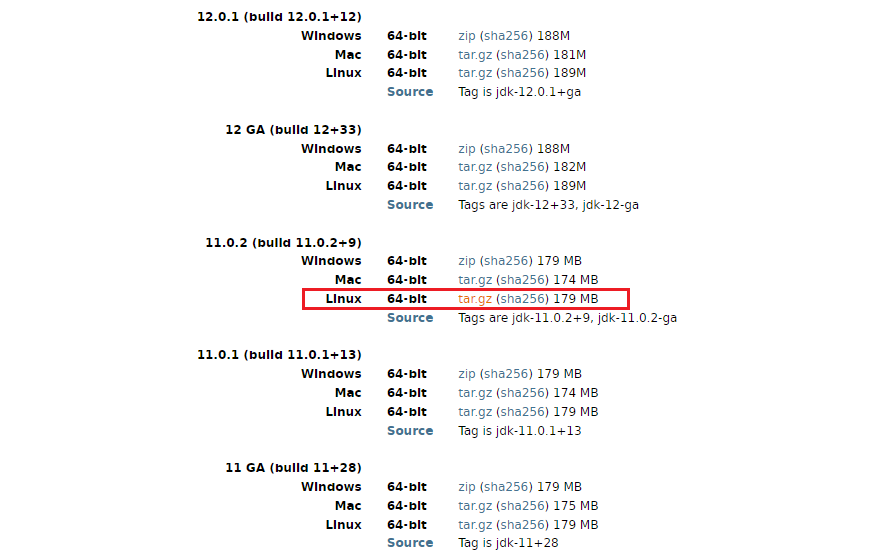 12.0.1 (build 12.0.1+12)
Windows 64-bit zip (sha256) 188M
Mac 64-bit tar.gz (sha256) 181M
Linux 64-bit tar.gz (sha256) 189M
Source Tag is jdk-12.0.1+ga
12 GA (build 12+33)
Windows 64-bit zip (sha256) 188M
Mac 64-bit tar.gz (sha256) 182M
Linux 64-bit tar.gz (sha256) 189M
Source Tags are jdk-12+33, jdk-12-ga
11.0.2 (build 11.0.2+9)
Windows 64-bit zip (sha256) 179 MB
Mac 64-bit tar.gz (sha256) 174 MB
Linux 64-bit tar.gz (sha256) 179 MB
Source Tags are jdk-11.0.2+9, jdk-11.0.2-ga
11.0.1 (build 11.0.1+13)
Windows 64-bit zip (sha256) 179 MB
Mac 64-bit tar.gz (sha256) 174 MB
Linux 64-bit tar.gz (sha256) 179 MB
Source Tag is jdk-11.0.1+13
11 GA (build 11+28)
Windows 64-bit zip (sha256) 179 MB
Mac 64-bit tar.gz (sha256) 175 MB
Linux 64-bit tar.gz (sha256) 179 MB
Source Tag is jdk-11+28